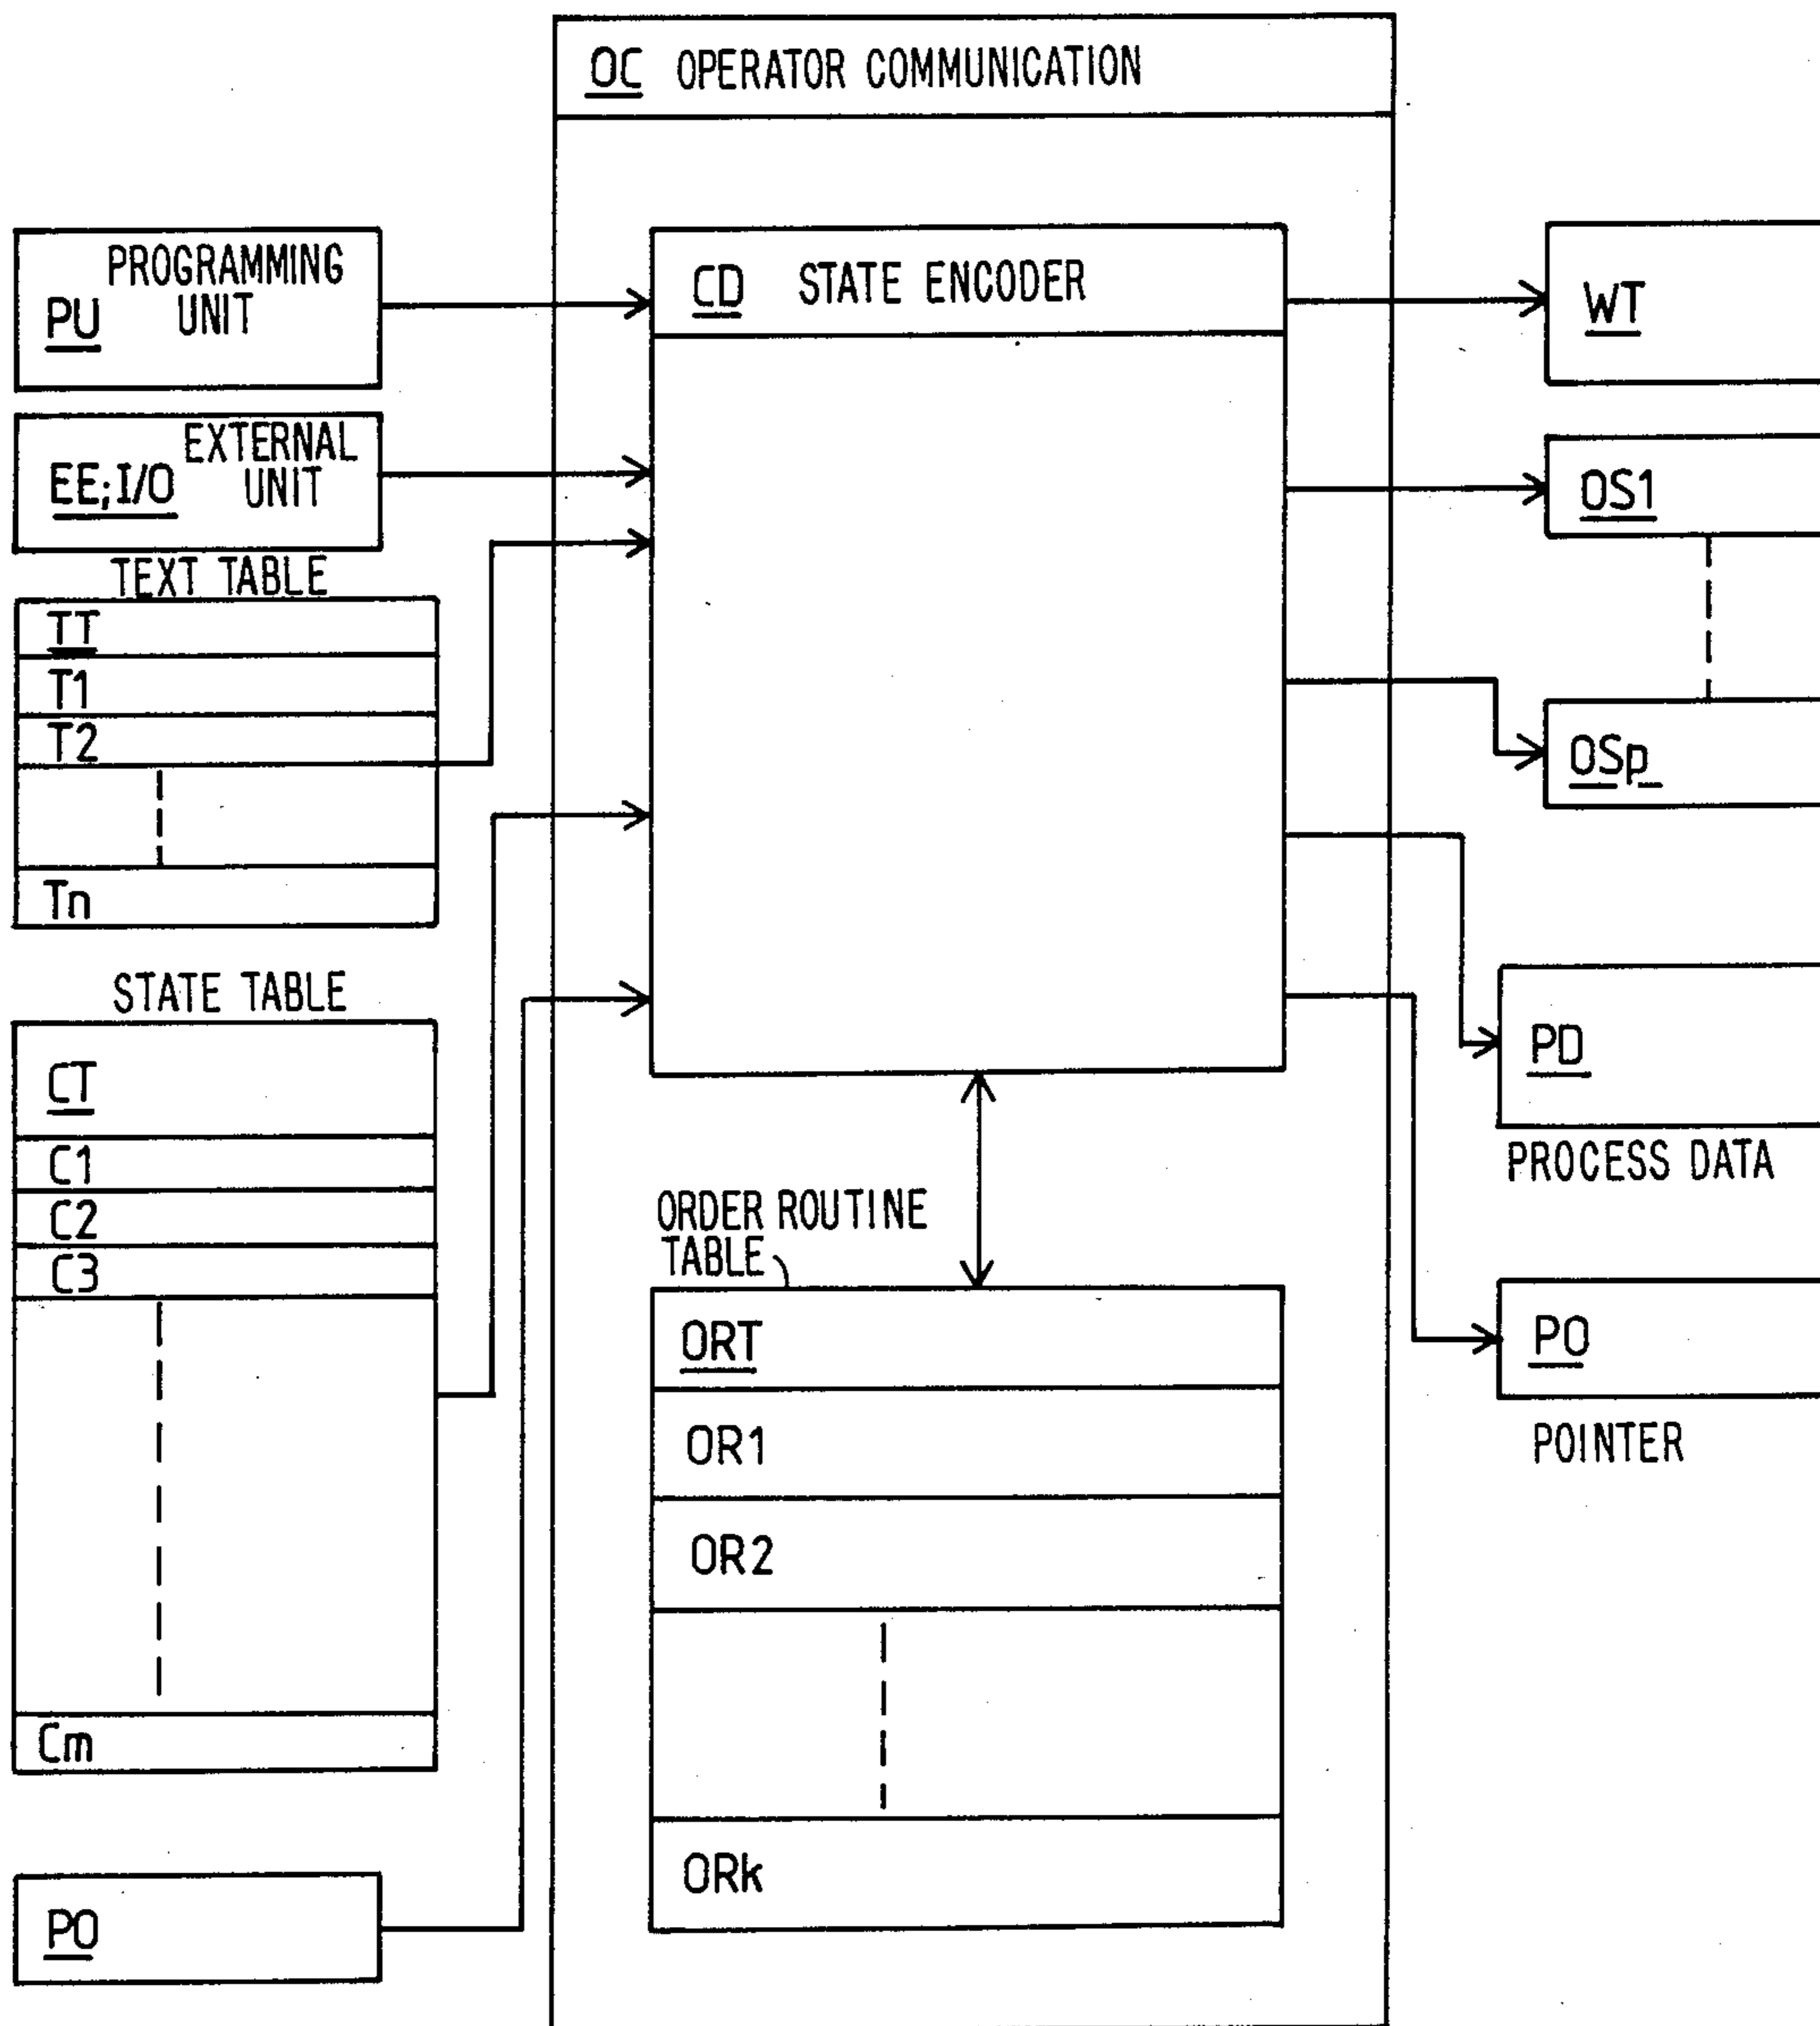 OC OPERATOR COMMUNICATION
PROGRAMMING
PU UNIT
EXTERNAL
EE;I/O UNIT
TEXT TABLE
TT
T1
T2
Tn
STATE TABLE
CT
C1
C2
C3
Cm
PO
CD STATE ENCODER
ORDER ROUTINE
TABLE
ORT
OR1
OR2
ORk
WT
OS1
OSp
PD
PROCESS DATA
PO
POINTER